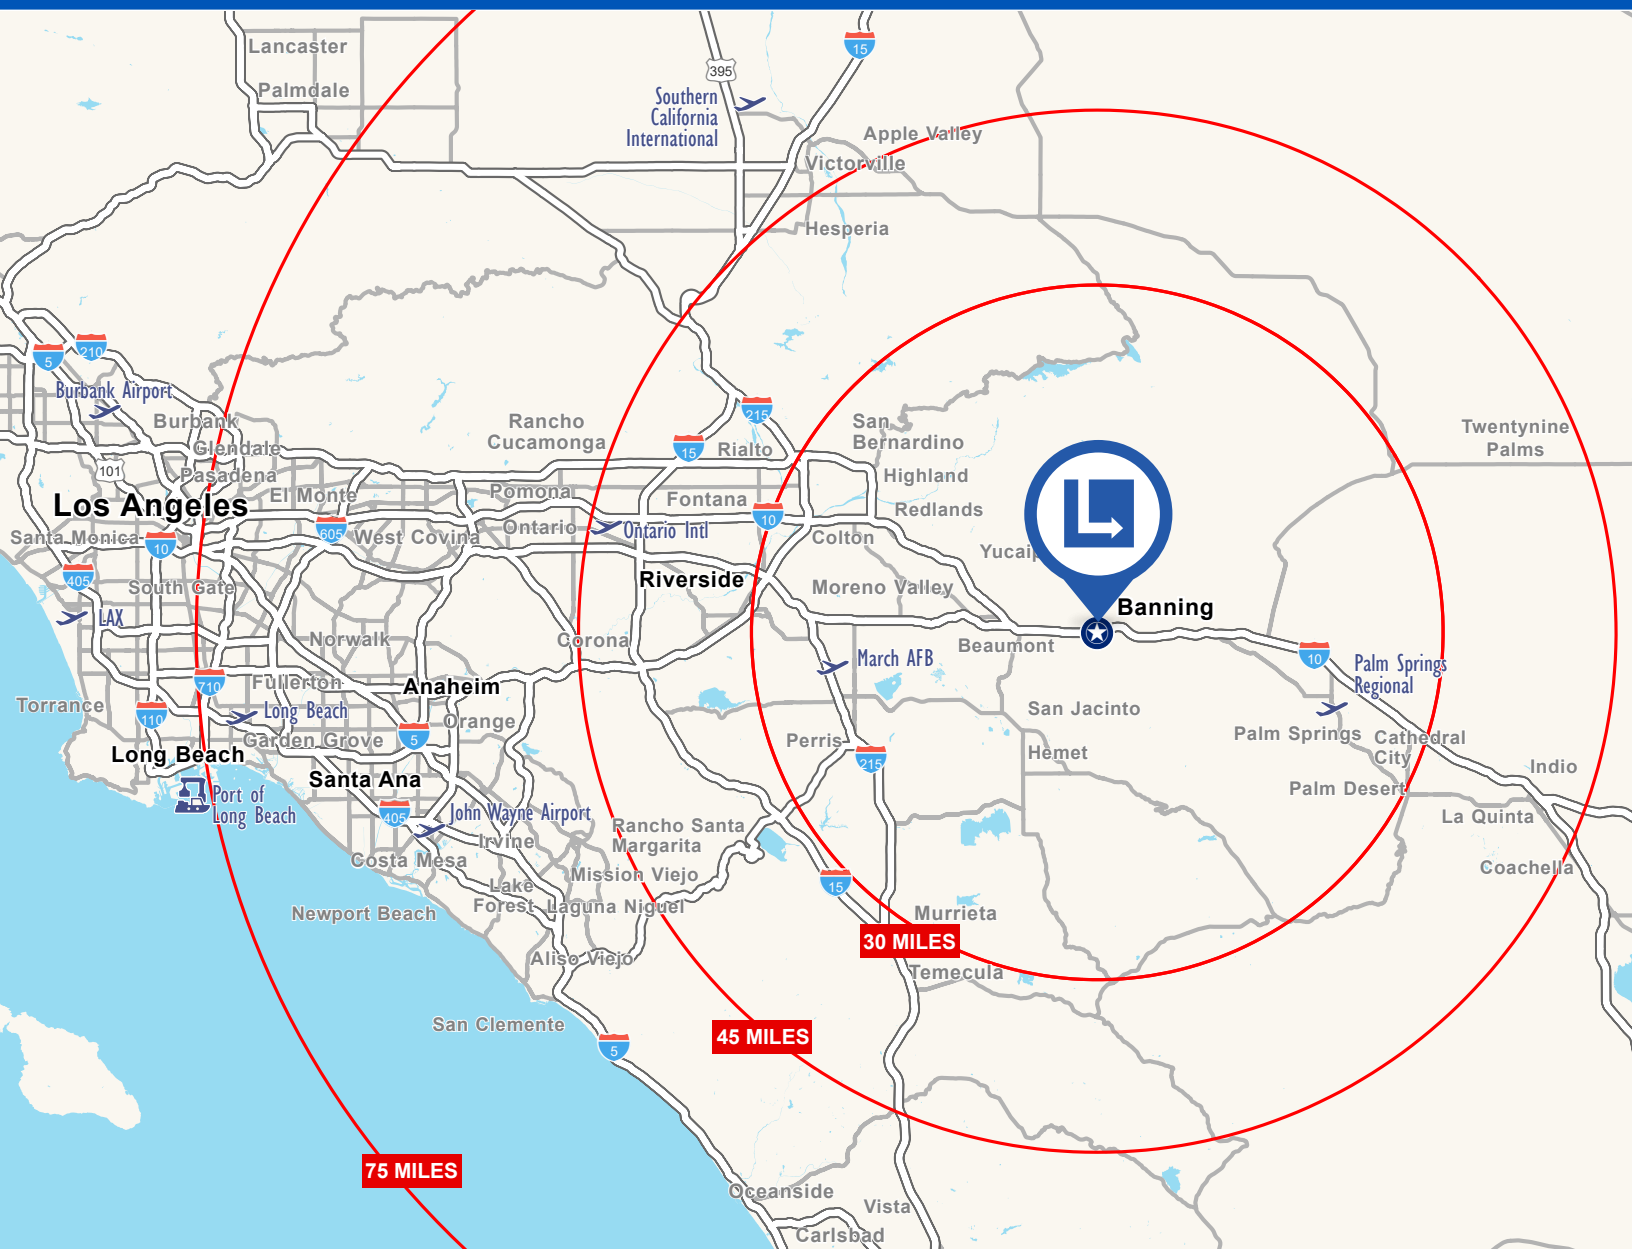 Lancaster
Palmdale
395
15
Southern
California
International
Apple Valley
Victorville
Hesperia
5
210
Burbank Airport
Burbank
Glendale
Pasadena
101
El Monte
Los Angeles
Santa Monica
10
605
West Covina
405
South Gate
LAX
Rancho
Cucamonga
215
15
Rialto
San
Bernardino
Highland
Redlands
Pomona
Fontana
Ontario
Ontario Intl
10
Colton
Yucaip
Twentynine
Palms
Riverside
Moreno Valley
Banning
Norwalk
Corona
Beaumont
March AFB
10
Palm Springs
Regional
Fullerton
710
Anaheim
Torrance
110
Long Beach
Orange
5
Garden Grove
Long Beach
Santa Ana
Port of
Long Beach
405
John Wayne Airport
Irvine
San Jacinto
Perris
Hemet
215
Palm Springs
Cathedral
City
Indio
Palm Desert
La Quinta
Coachella
Rancho Santa
Margarita
Costa Mesa
Mission Viejo
Lake
Forest
Laguna Niguel
15
Newport Beach
Murrieta
30 MILES
Temecula
Aliso Viejo
San Clemente
45 MILES
5
75 MILES
Oceanside
Vista
Carlsbad